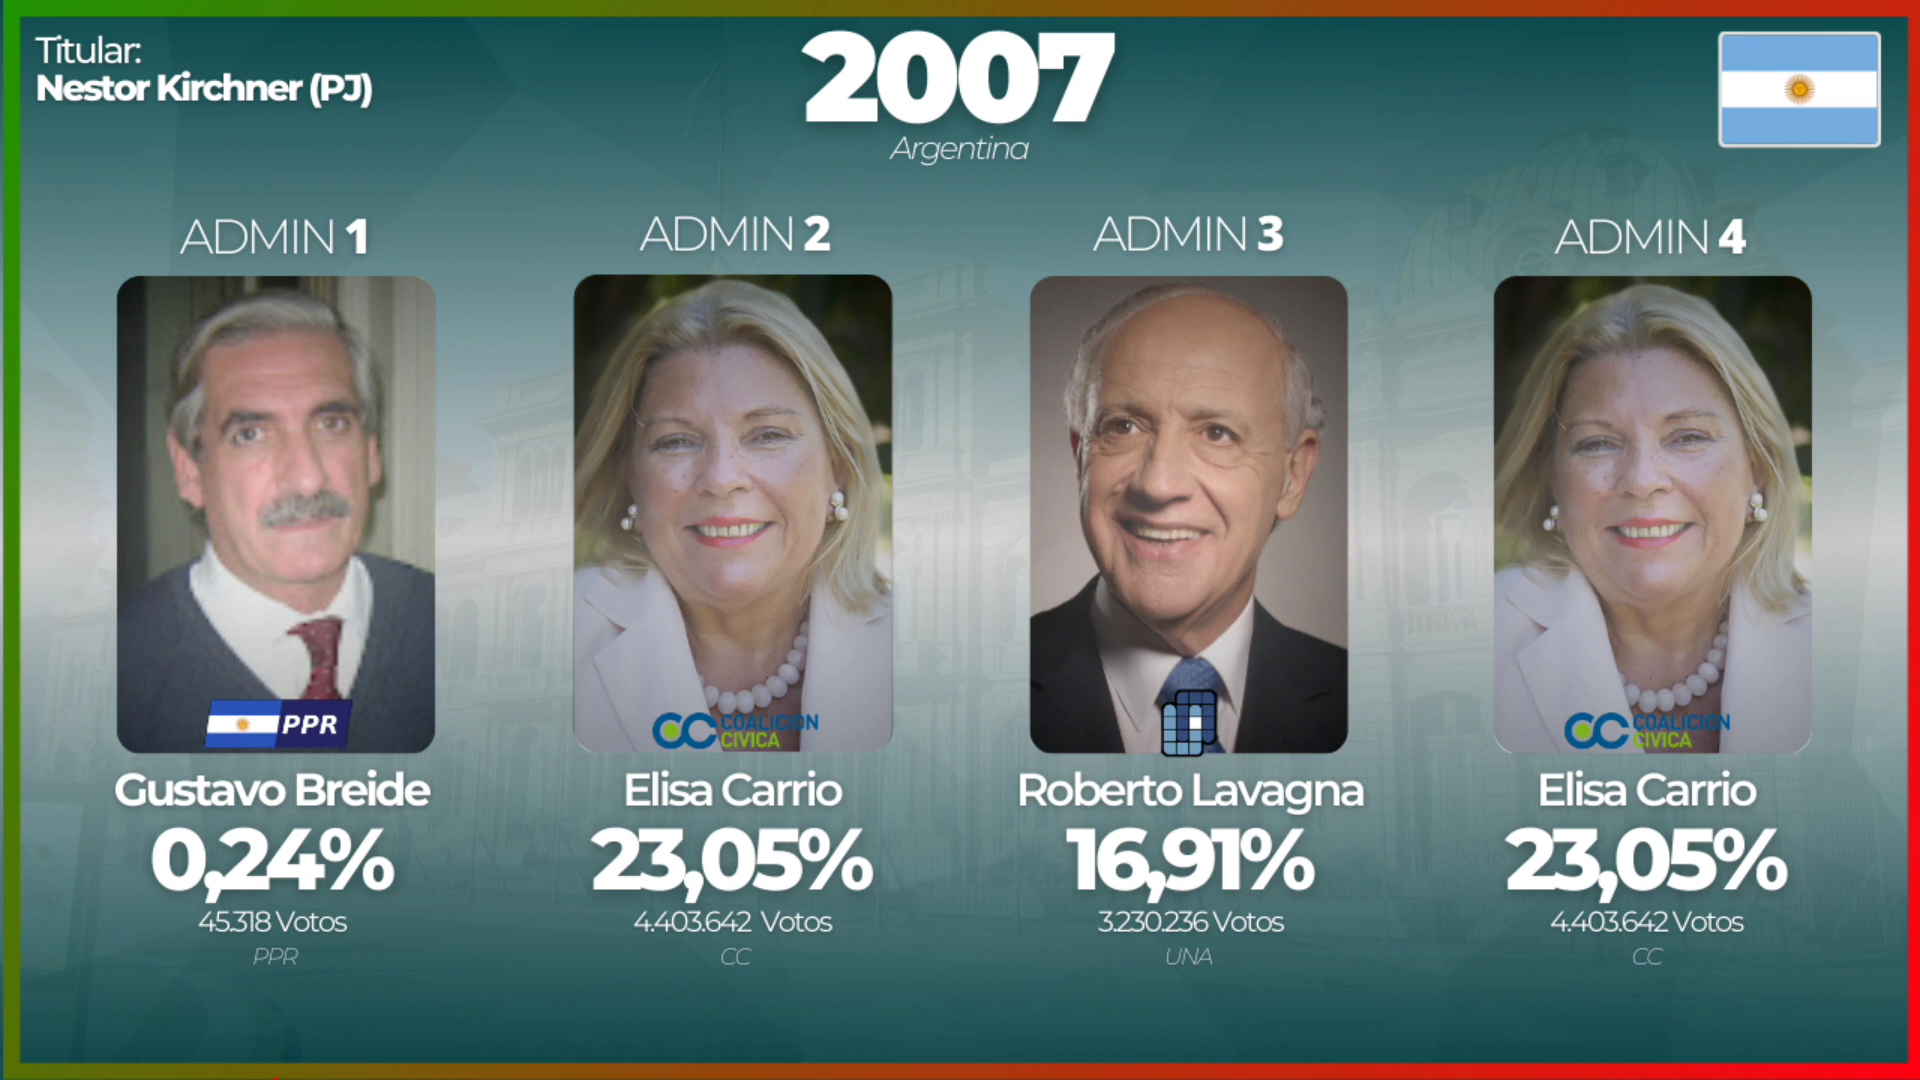 Titular:
Nestor Kirchner (PJ)
2007
Argentina
ADMIN 1
ADMIN 2
ADMIN 3
ADMIN 4
PPR
COALICION
CIVICA
COALICION
CIVICA
Gustavo Breide
Elisa Carrio
Roberto Lavagna
Elisa Carrio
0,24%
23,05%
16,91%
23,05%
45.318 Votos
4.403.642 Votos
3.230.236 Votos
4.403.642 Votos
PPR
CC
UNA
CC